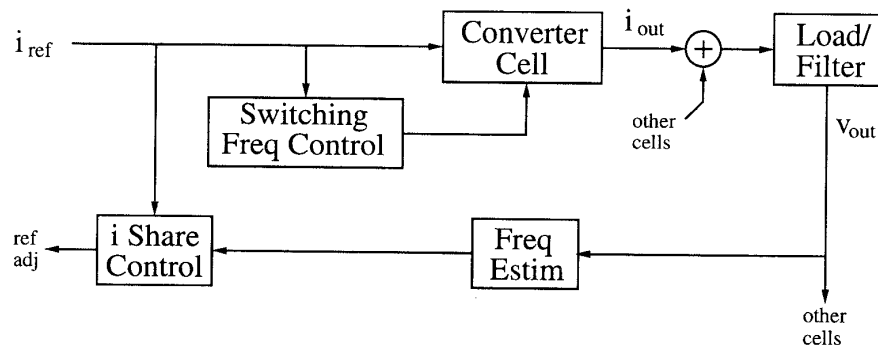 i ref
Converter
Cell
i out
+
Load/
Filter
Switching
Freq Control
other
cells
vout
ref
adj
i Share
Control
Freq
Estim
other
cells